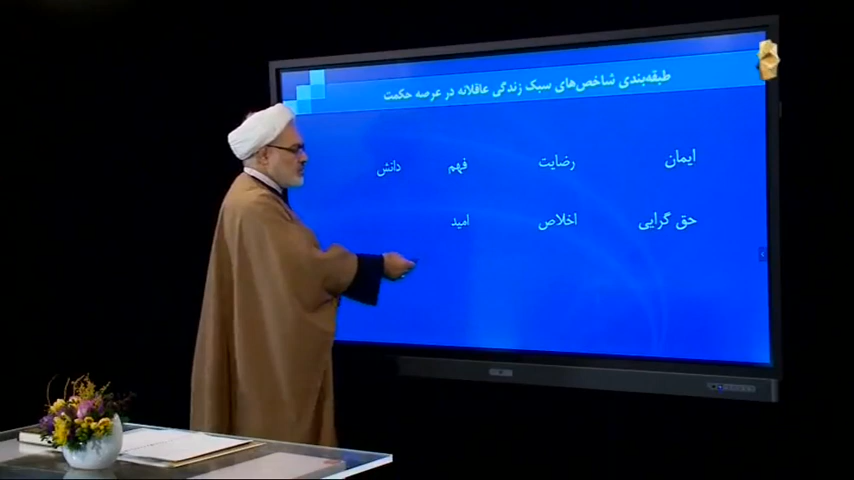 طبقه‌بندی شاخص‌های سبک زندگی عاقلانه در عرصه حکمت
ایمان رضایت فهم دانش
حق گرایی اخلاص امید